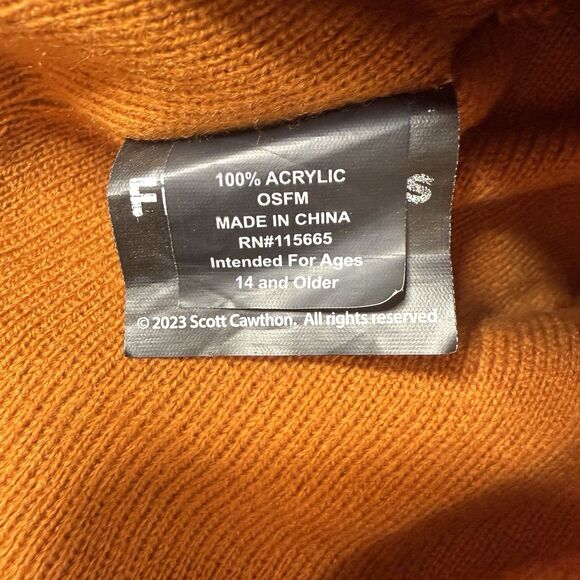 F
S
100% ACRYLIC
OSFM
MADE IN CHINA
RN#115665
Intended For Ages
14 and Older
© 2023 Scott Cawthon. All rights reserved